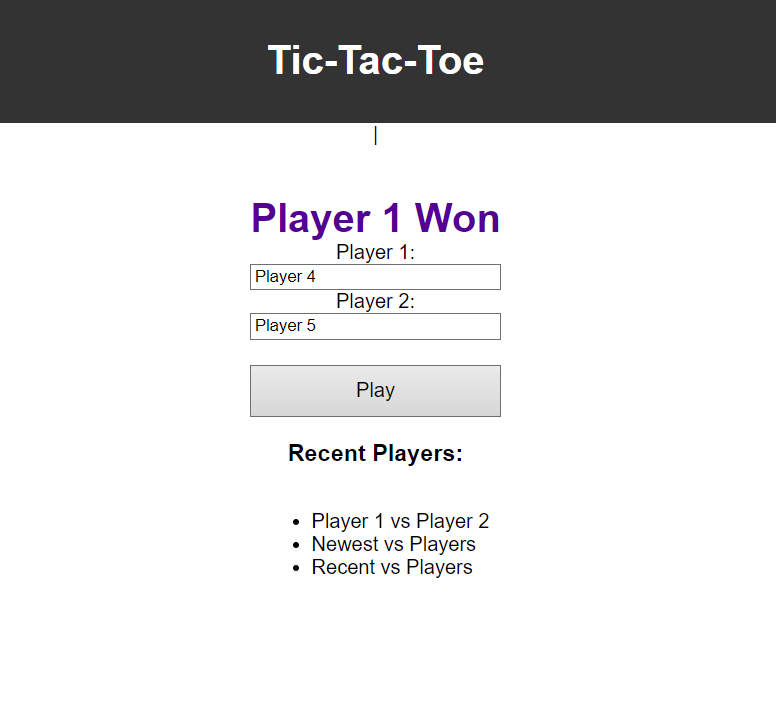 Tic-Tac-Toe
|
Player 1 Won
Player 1:
Player 4
Player 2:
Player 5
Play
Recent Players:
• Player 1 vs Player 2
• Newest vs Players
• Recent vs Players